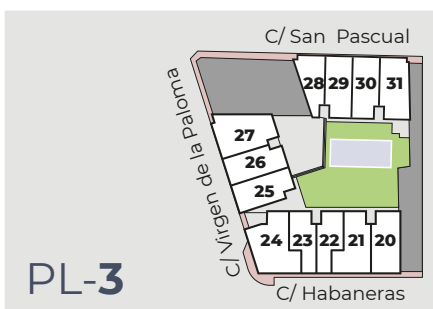 C/ San Pascual
28 29 30 31
C/ Virgen de la Paloma
27
26
25
24 23 22 21 20
PL-3
C/ Habaneras